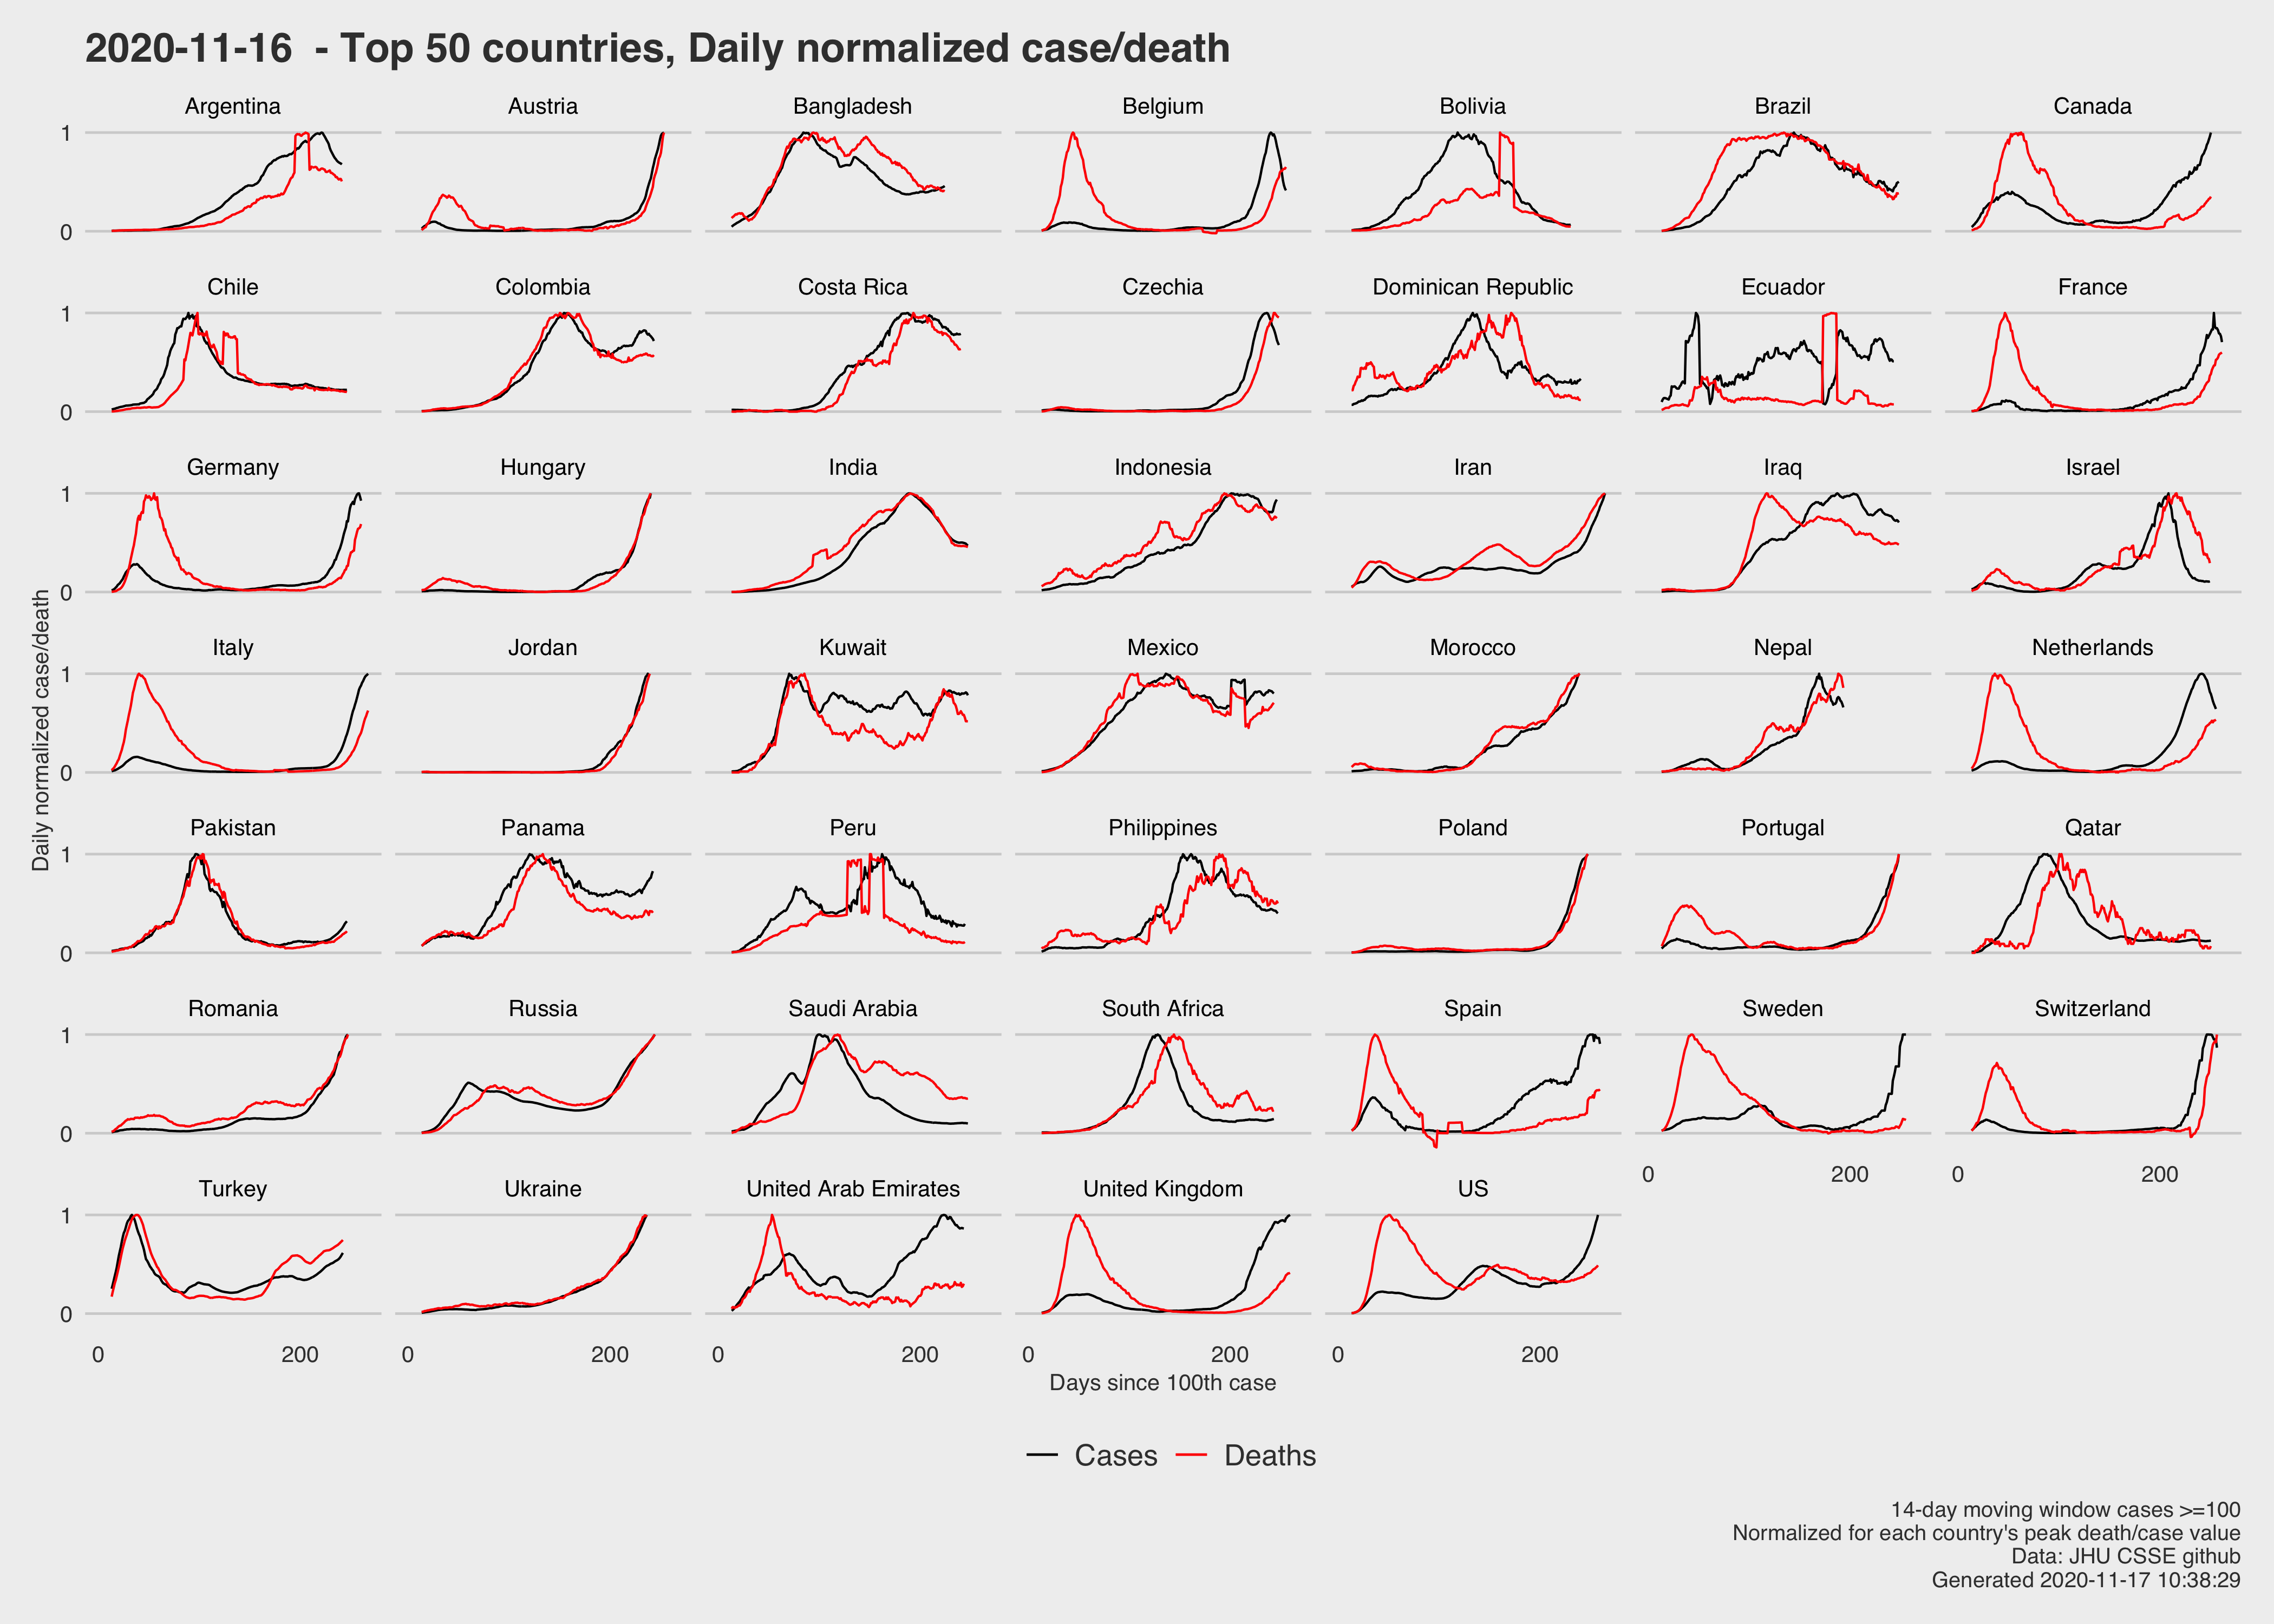 2020-11-16  - Top 50 countries, Daily normalized case/death
Argentina Austria Bangladesh Belgium Bolivia Brazil Canada
1
0
Chile Colombia Costa Rica Czechia Dominican Republic Ecuador France
1
0
Germany Hungary India Indonesia Iran Iraq Israel
1
0
Italy Jordan Kuwait Mexico Morocco Nepal Netherlands
1
0
Pakistan Panama Peru Philippines Poland Portugal Qatar
1
0
Romania Russia Saudi Arabia South Africa Spain Sweden Switzerland
1
0
0 200 0 200
Turkey Ukraine United Arab Emirates United Kingdom US
1
0
0 200 0 200 0 200 0 200 0 200
Daily normalized case/death
Days since 100th case
Cases Deaths
14-day moving window cases >=100
Normalized for each country's peak death/case value
Data: JHU CSSE github
Generated 2020-11-17 10:38:29